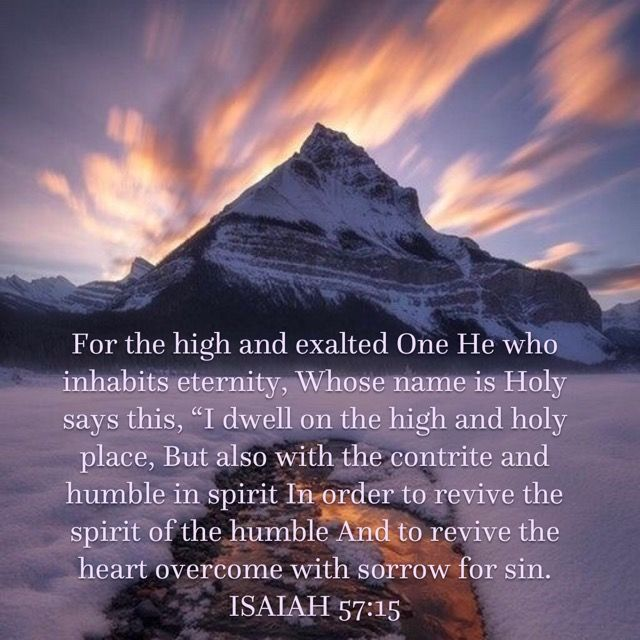 For the high and exalted One He who
inhabits eternity, Whose name is Holy
says this, “I dwell on the high and holy
place, But also with the contrite and
humble in spirit In order to revive the
spirit of the humble And to revive the
heart overcome with sorrow for sin.
ISAIAH 57:15